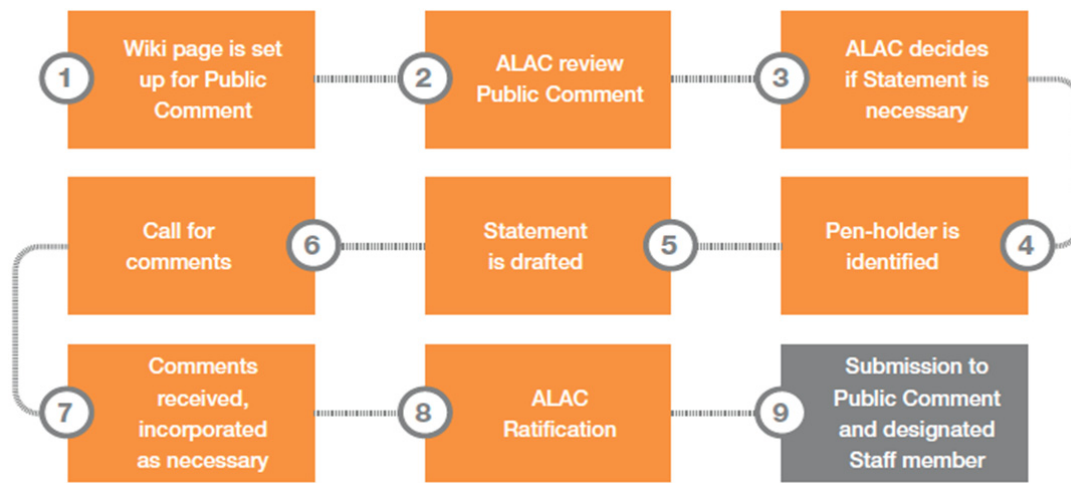 1
Wiki page is set
up for Public
Comment
2
ALAC review
Public Comment
3
ALAC decides
if Statement is
necessary
4
Pen-holder is
identified
5
Statement
is drafted
6
Call for
comments
7
Comments
received,
incorporated
as necessary
8
ALAC
Ratification
9
Submission to
Public Comment
and designated
Staff member